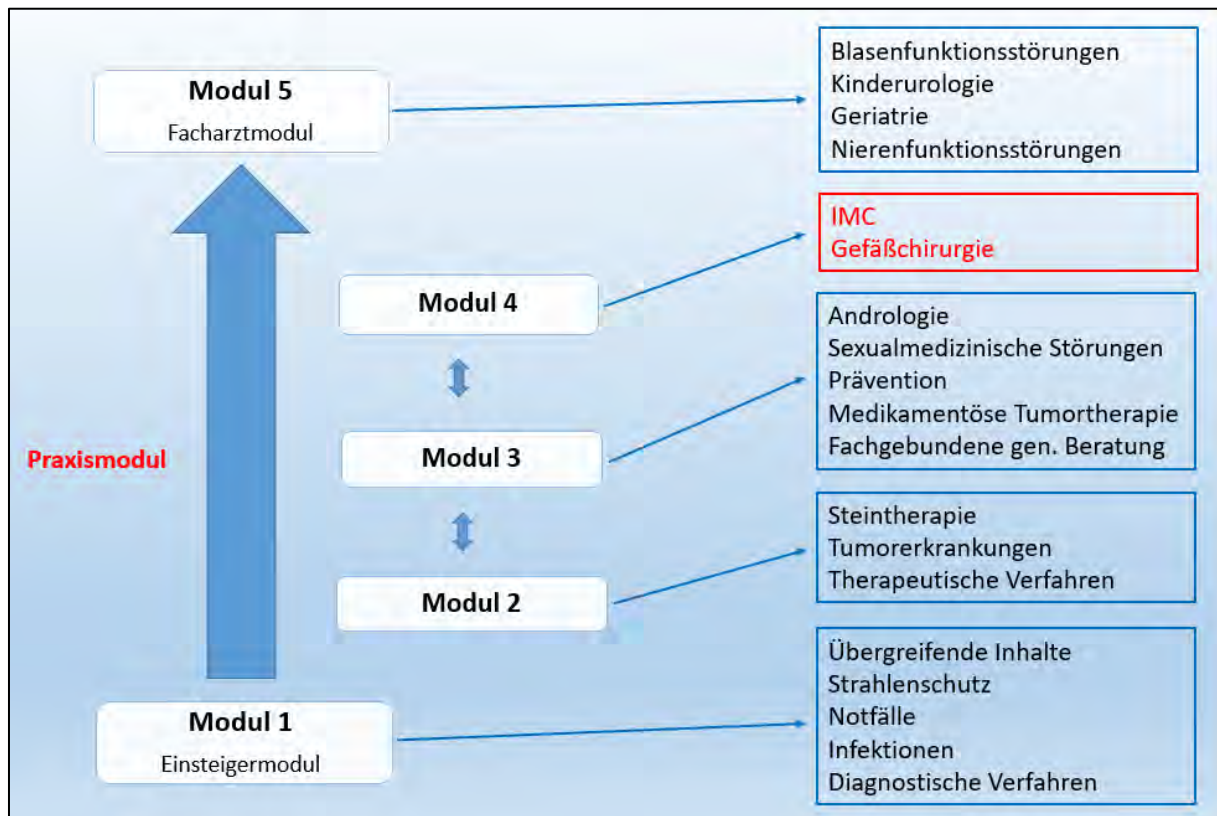 Modul 5
Facharztmodul
Blasenfunktionsstörungen
Kinderurologie
Geriatrie
Nierenfunktionsstörungen
IMC
Gefäßchirurgie
Modul 4
Andrologie
Sexualmedizinische Störungen
Prävention
Medikamentöse Tumortherapie
Fachgebundene gen. Beratung
Modul 3
Praxismodul
Steintherapie
Tumorerkrankungen
Therapeutische Verfahren
Modul 2
Übergreifende Inhalte
Strahlenschutz
Notfälle
Infektionen
Diagnostische Verfahren
Modul 1
Einsteigermodul